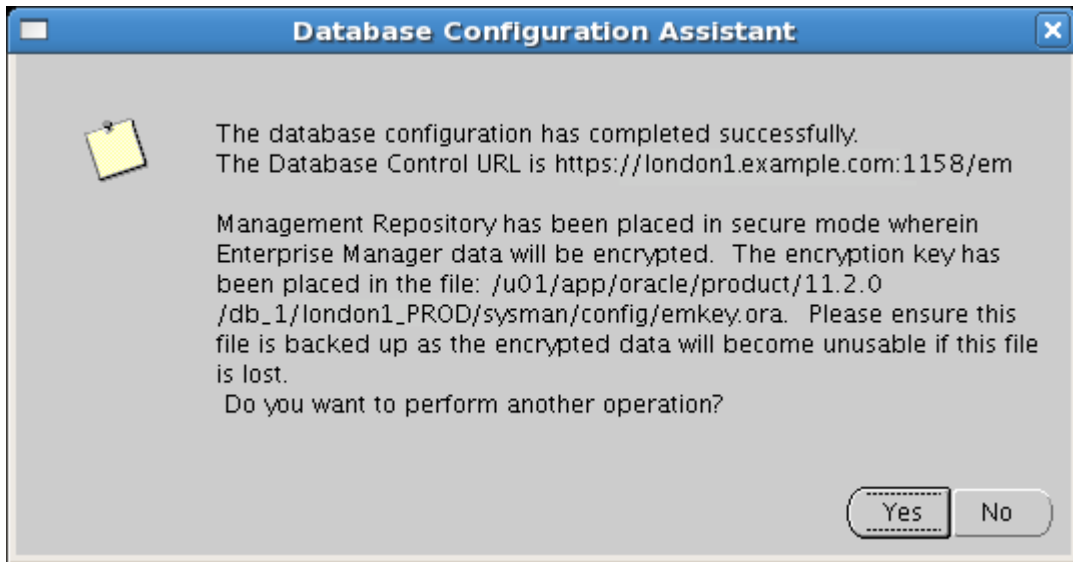 Database Configuration Assistant
The database configuration has completed successfully.
The Database Control URL is https://london1.example.com:1158/em
Management Repository has been placed in secure mode wherein
Enterprise Manager data will be encrypted.  The encryption key has
been placed in the file: /u01/app/oracle/product/11.2.0
/db_1/london1_PROD/sysman/config/emkey.ora.  Please ensure this
file is backed up as the encrypted data will become unusable if this file
is lost.
Do you want to perform another operation?
Yes No